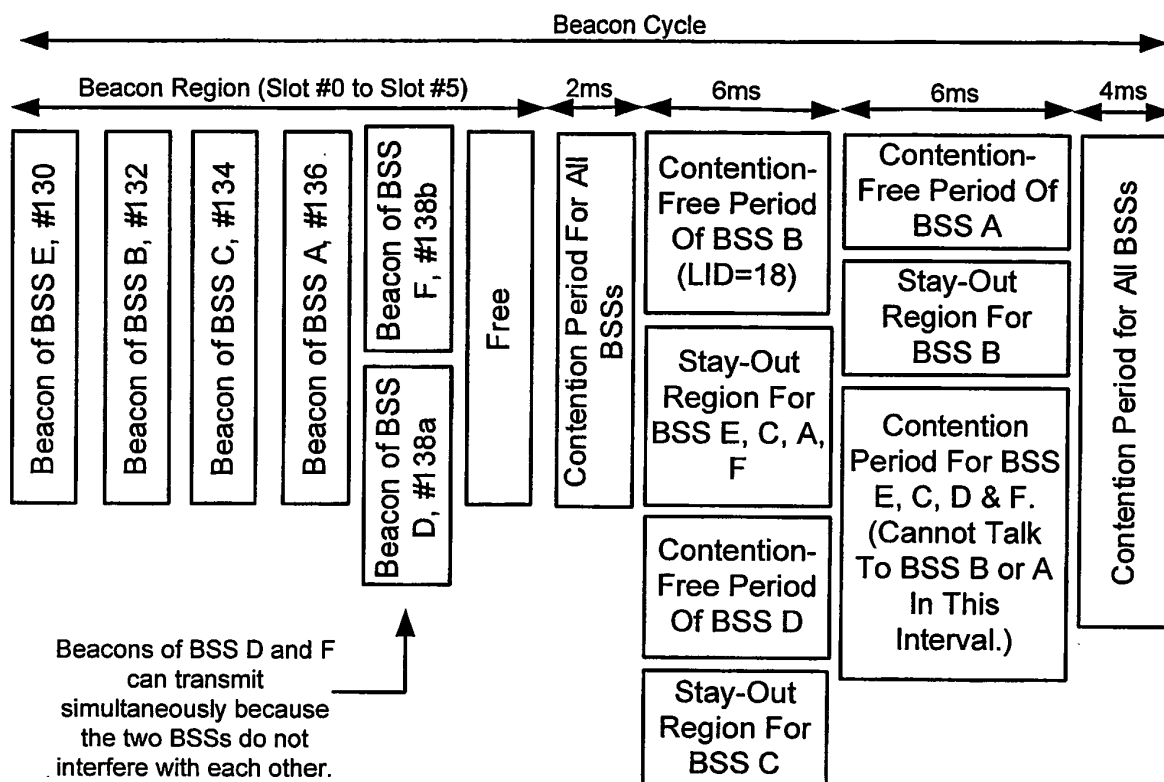 Beacon Cycle
Beacon Region (Slot #0 to Slot #5)
2ms
6ms
6ms
4ms
Beacon of BSS E, #130
Beacon of BSS B, #132
Beacon of BSS C, #134
Beacon of BSS A, #136
Beacon of BSS
F, #138b
Beacon of BSS
D, #138a
Free
Contention Period For All
BSSs
Contention-
Free Period
Of BSS B
(LID=18)
Stay-Out
Region For
BSS E, C, A,
F
Contention-
Free Period
Of BSS D
Stay-Out
Region For
BSS C
Contention-
Free Period Of
BSS A
Stay-Out
Region For
BSS B
Contention
Period For BSS
E, C, D & F.
(Cannot Talk
To BSS B or A
In This
Interval.)
Contention Period for All BSSs
Beacons of BSS D and F
can transmit
simultaneously because
the two BSSs do not
interfere with each other.